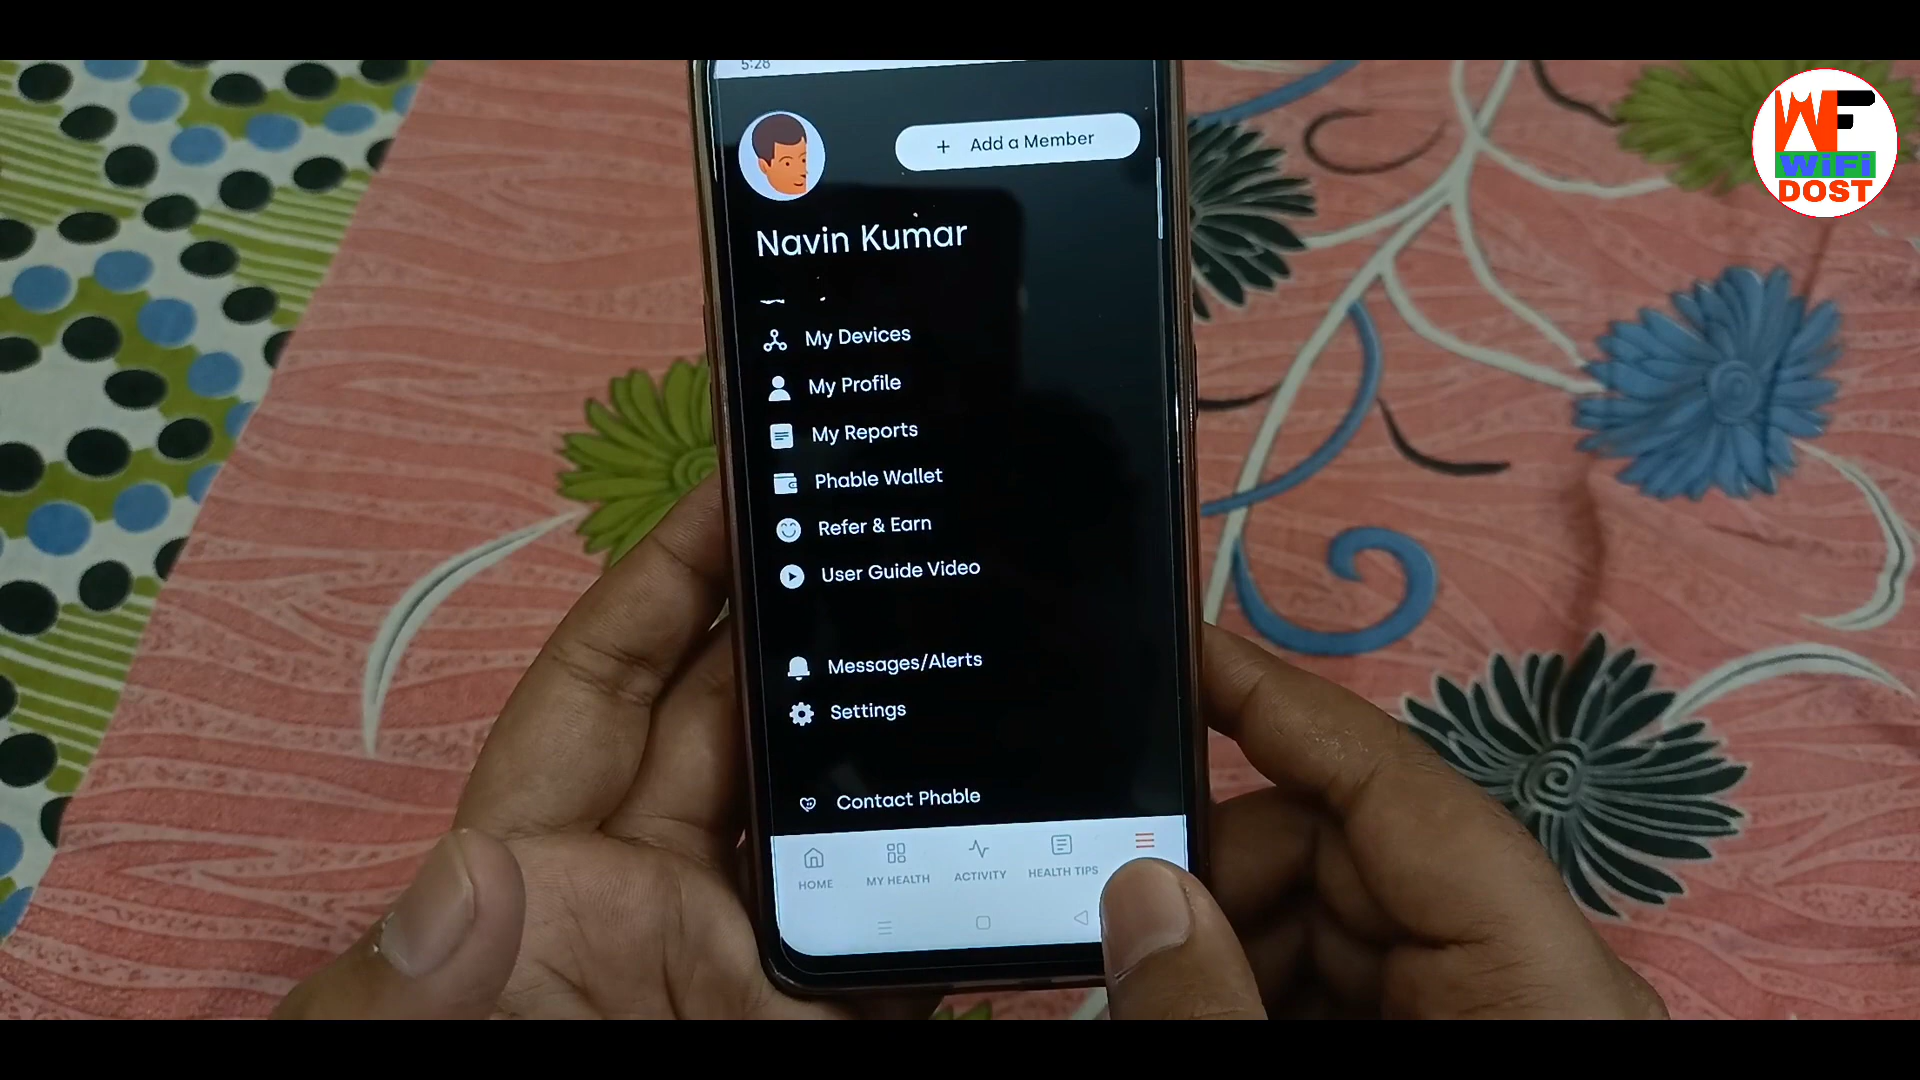 5:28
+ Add a Member
Navin Kumar
My Devices
My Profile
My Reports
Phable Wallet
Refer & Earn
User Guide Video
Messages/Alerts
Settings
Contact Phable
HOME
MY HEALTH
ACTIVITY
HEALTH TIPS
WF
WiFi
DOST